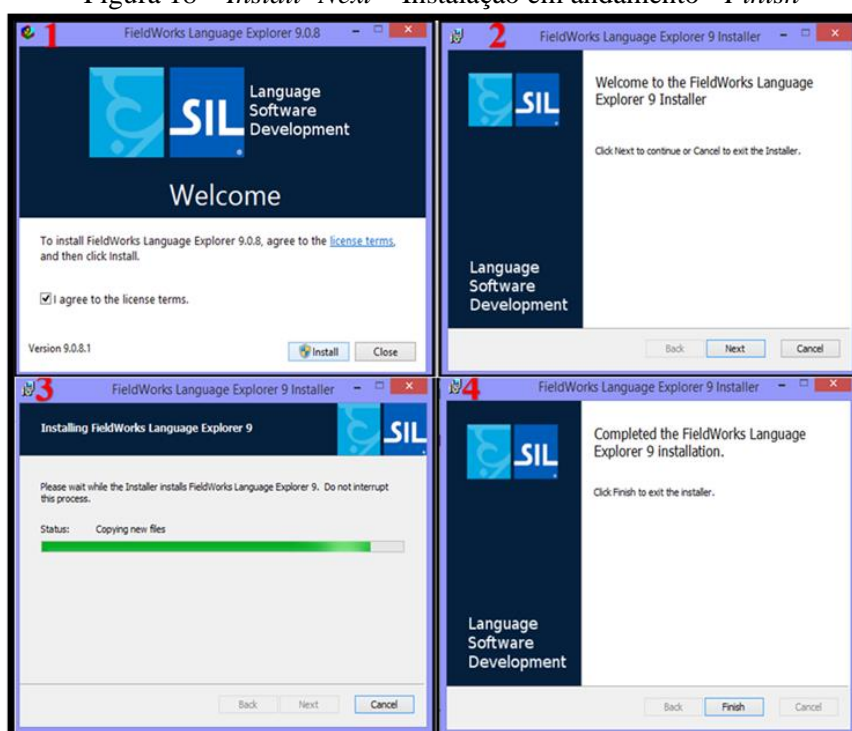 Figura 18 - Install- Next – Instalação em andamento - Finish
1
FieldWorks Language Explorer 9.0.8
SIL
Language
Software
Development
Welcome
To install FieldWorks Language Explorer 9.0.8, agree to the license terms,
and then click Install.
I agree to the license terms.
Version 9.0.8.1
Install
Close
2
FieldWorks Language Explorer 9 Installer
SIL
Welcome to the FieldWorks Language
Explorer 9 Installer
Click Next to continue or Cancel to exit the Installer.
Language
Software
Development
Back
Next
Cancel
3
FieldWorks Language Explorer 9 Installer
Installing FieldWorks Language Explorer 9
SIL
Please wait while the Installer installs FieldWorks Language Explorer 9. Do not interrupt
this process.
Status: Copying new files
Back
Next
Cancel
4
FieldWorks Language Explorer 9 Installer
SIL
Completed the FieldWorks Language
Explorer 9 installation.
Click Finish to exit the installer.
Language
Software
Development
Back
Finish
Cancel